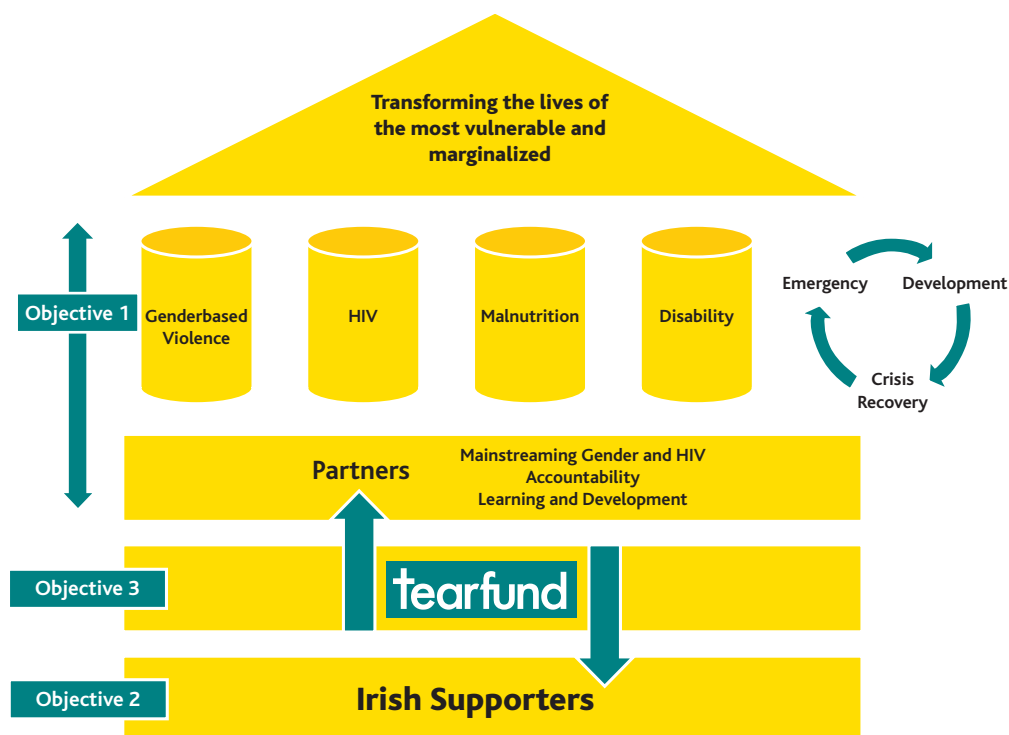 Transforming the lives of
the most vulnerable and
marginalized
Objective 1
Genderbased
Violence
HIV
Malnutrition
Disability
Emergency
Development
Crisis
Recovery
Partners
Mainstreaming Gender and HIV
Accountability
Learning and Development
Objective 3
tearfund
Objective 2
Irish Supporters